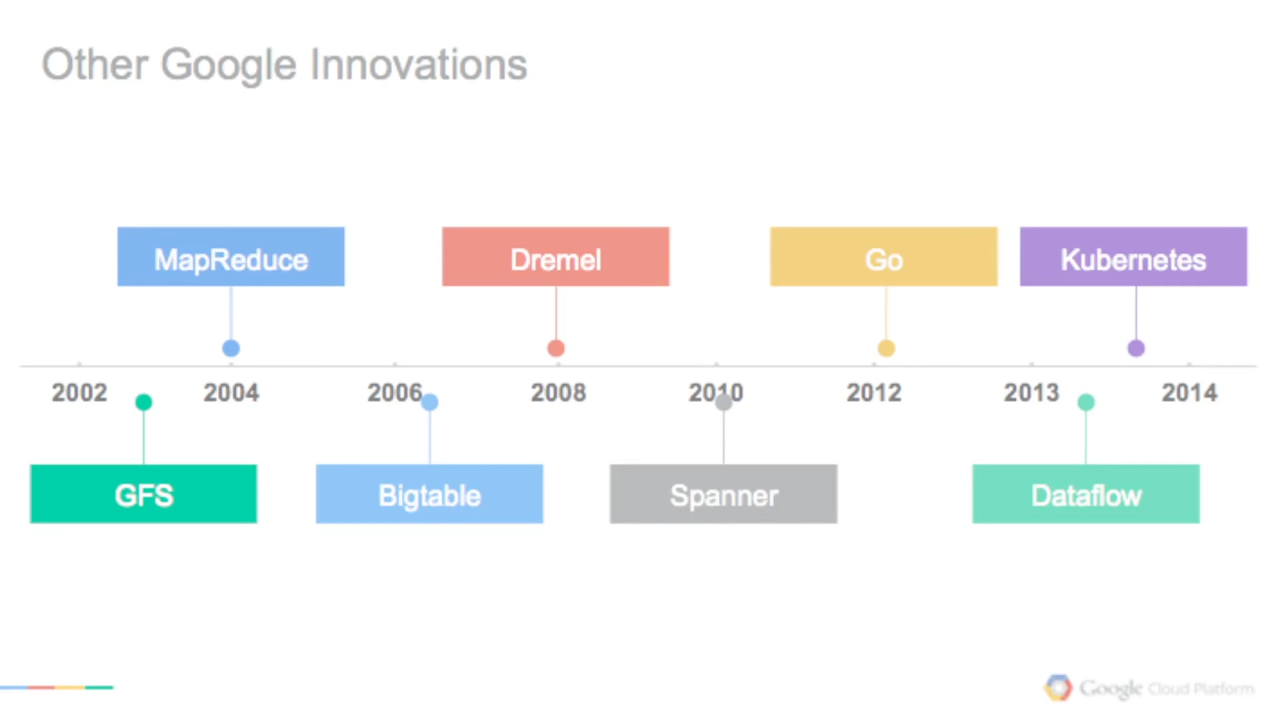 Other Google Innovations
MapReduce
Dremel
Go
Kubernetes
2002
2004
2006
2008
2010
2012
2013
2014
GFS
Bigtable
Spanner
Dataflow
Google Cloud Platform